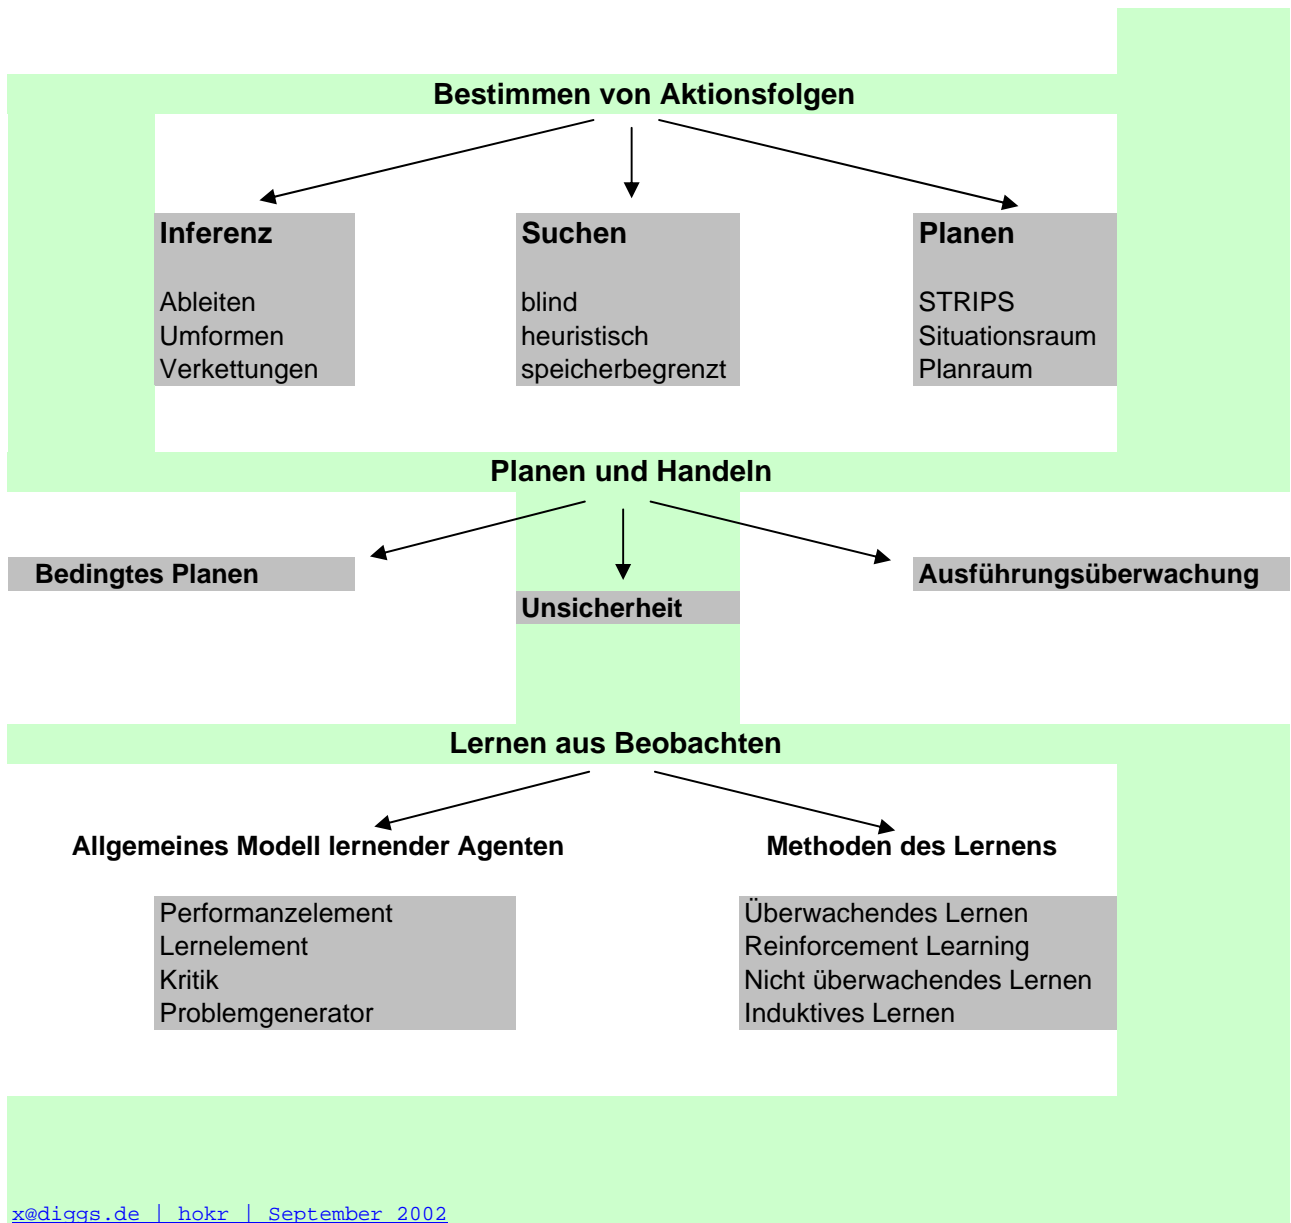 Bestimmen von Aktionsfolgen
Inferenz
Ableiten
Umformen
Verkettungen
Suchen
blind
heuristisch
speicherbegrenzt
Planen
STRIPS
Situationsraum
Planraum
Planen und Handeln
Bedingtes Planen
Unsicherheit
Ausführungsüberwachung
Lernen aus Beobachten
Allgemeines Modell lernender Agenten
Performanzelement
Lernelement
Kritik
Problemgenerator
Methoden des Lernens
Überwachendes Lernen
Reinforcement Learning
Nicht überwachendes Lernen
Induktives Lernen
x@diggs.de | hokr | September 2002